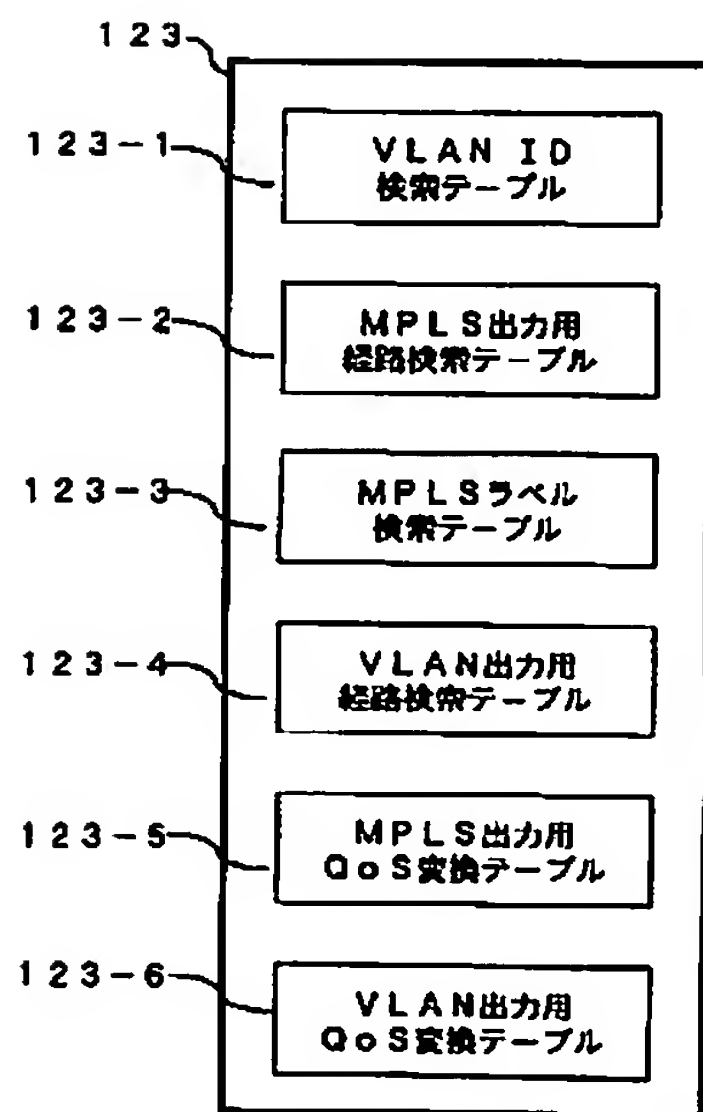 １２３
１２３－１
ＶＬＡＮ ＩＤ
検索テーブル
１２３－２
ＭＰＬＳ出力用
経路検索テーブル
１２３－３
ＭＰＬＳラベル
検索テーブル
１２３－４
ＶＬＡＮ出力用
経路検索テーブル
１２３－５
ＭＰＬＳ出力用
ＱｏＳ変換テーブル
１２３－６
ＶＬＡＮ出力用
ＱｏＳ変換テーブル